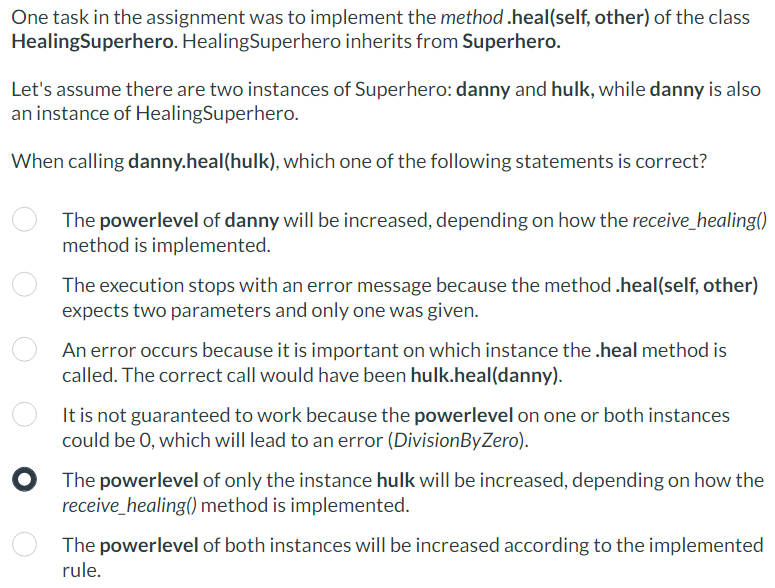 One task in the assignment was to implement the method .heal(self, other) of the class
HealingSuperhero. HealingSuperhero inherits from Superhero.
Let's assume there are two instances of Superhero: danny and hulk, while danny is also
an instance of HealingSuperhero.
When calling danny.heal(hulk), which one of the following statements is correct?
The powerlevel of danny will be increased, depending on how the receive_healing()
method is implemented.
The execution stops with an error message because the method .heal(self, other)
expects two parameters and only one was given.
An error occurs because it is important on which instance the .heal method is
called. The correct call would have been hulk.heal(danny).
It is not guaranteed to work because the powerlevel on one or both instances
could be 0, which will lead to an error (DivisionByZero).
The powerlevel of only the instance hulk will be increased, depending on how the
receive_healing() method is implemented.
The powerlevel of both instances will be increased according to the implemented
rule.